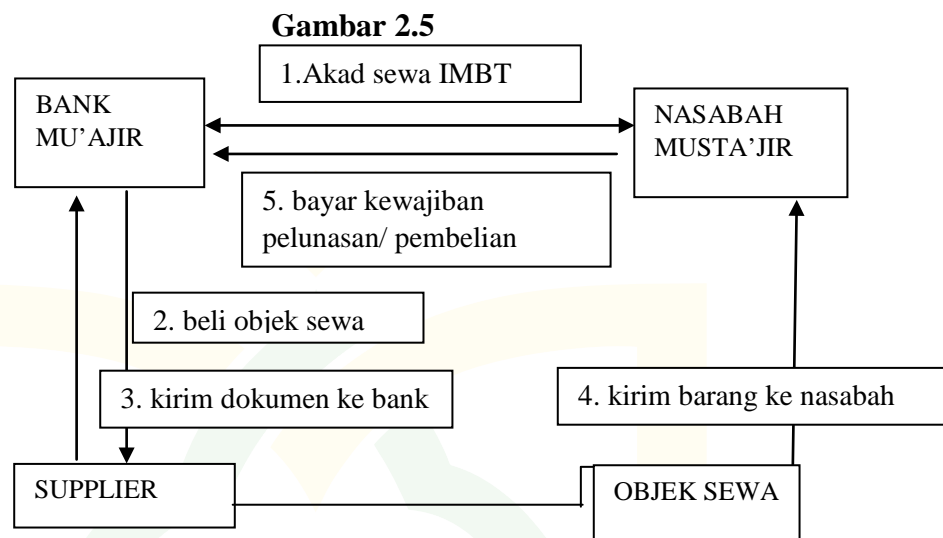 Gambar 2.5
1.Akad sewa IMBT
BANK
MU’AJIR
NASABAH
MUSTA’JIR
5. bayar kewajiban
pelunasan/ pembelian
2. beli objek sewa
3. kirim dokumen ke bank
4. kirim barang ke nasabah
SUPPLIER
OBJEK SEWA